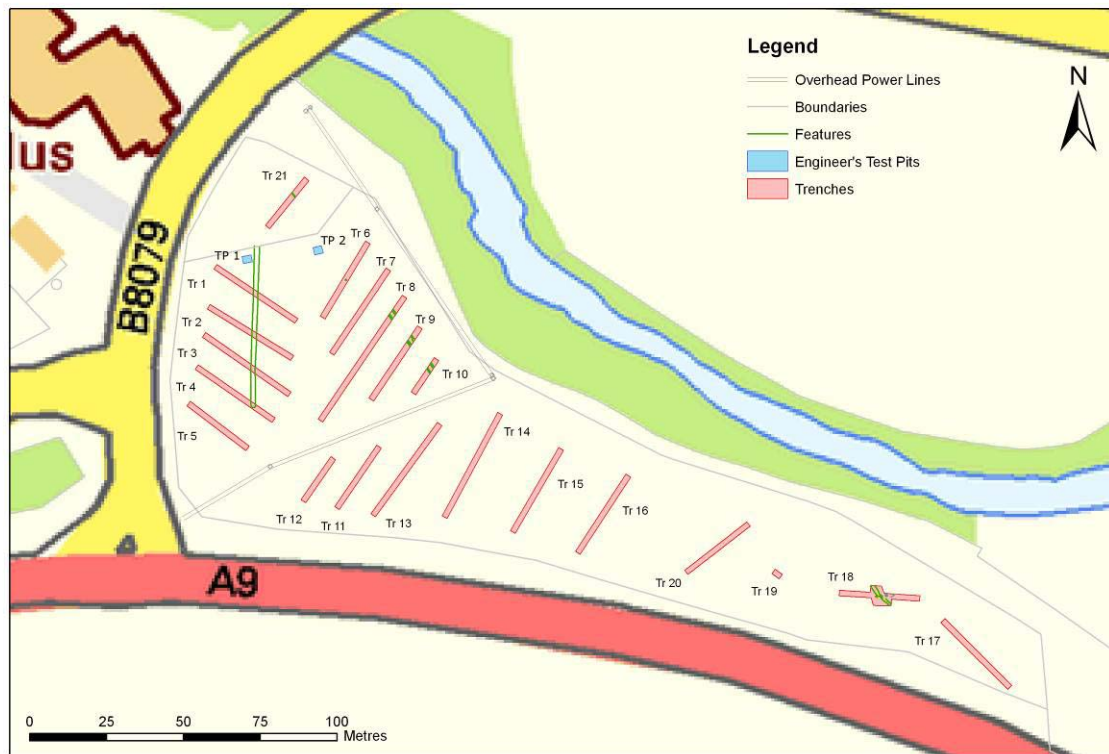 Legend
Overhead Power Lines
Boundaries
Features
Engineer's Test Pits
Trenches
N
lus
B8079
A9
Tr 21
TP 1
TP 2
Tr 6
Tr 7
Tr 8
Tr 9
Tr 10
Tr 1
Tr 2
Tr 3
Tr 4
Tr 5
Tr 14
Tr 15
Tr 16
Tr 12
Tr 11
Tr 13
Tr 20
Tr 19
Tr 18
Tr 17
0 25 50 75 100
Metres